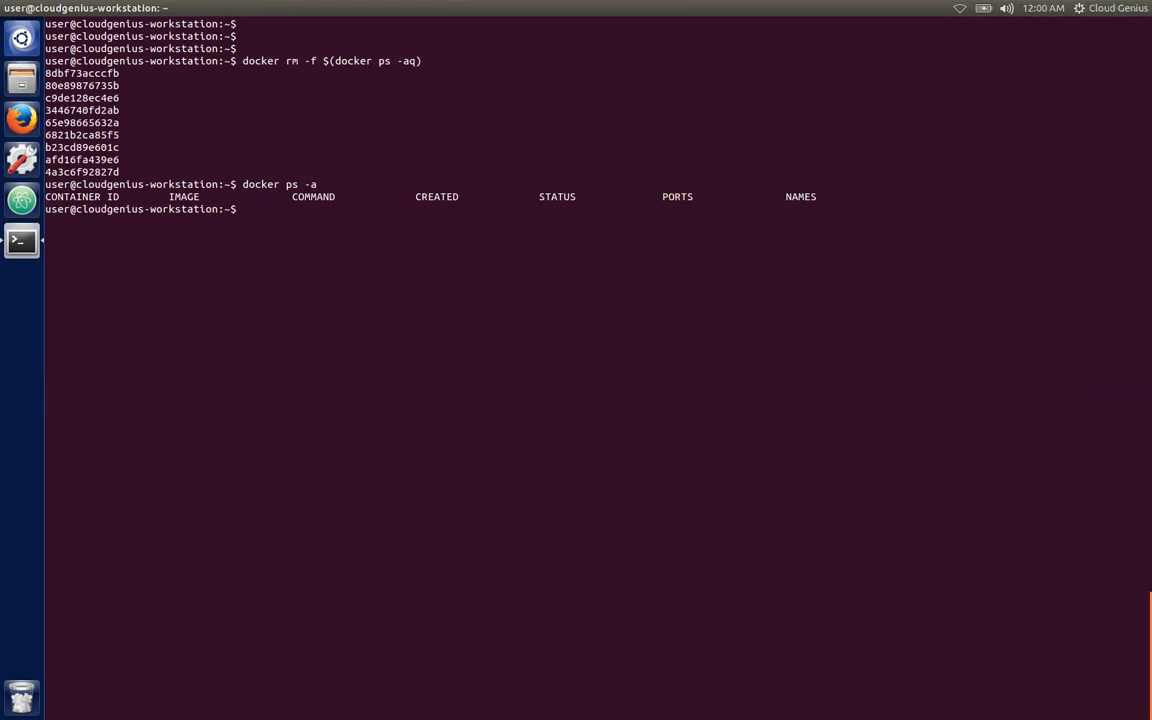 user@cloudgenius-workstation: ~
12:00 AM
Cloud Genius
user@cloudgenius-workstation:~$
user@cloudgenius-workstation:~$
user@cloudgenius-workstation:~$
user@cloudgenius-workstation:~$ docker rm -f $(docker ps -aq)
8dbf73acccfb
80e89876735b
c9de128ec4e6
3446740fd2ab
65e98665632a
6821b2ca85f5
b23cd89e601c
afd16fa439e6
4a3c6f92827d
user@cloudgenius-workstation:~$ docker ps -a
CONTAINER ID IMAGE COMMAND CREATED STATUS PORTS NAMES
user@cloudgenius-workstation:~$